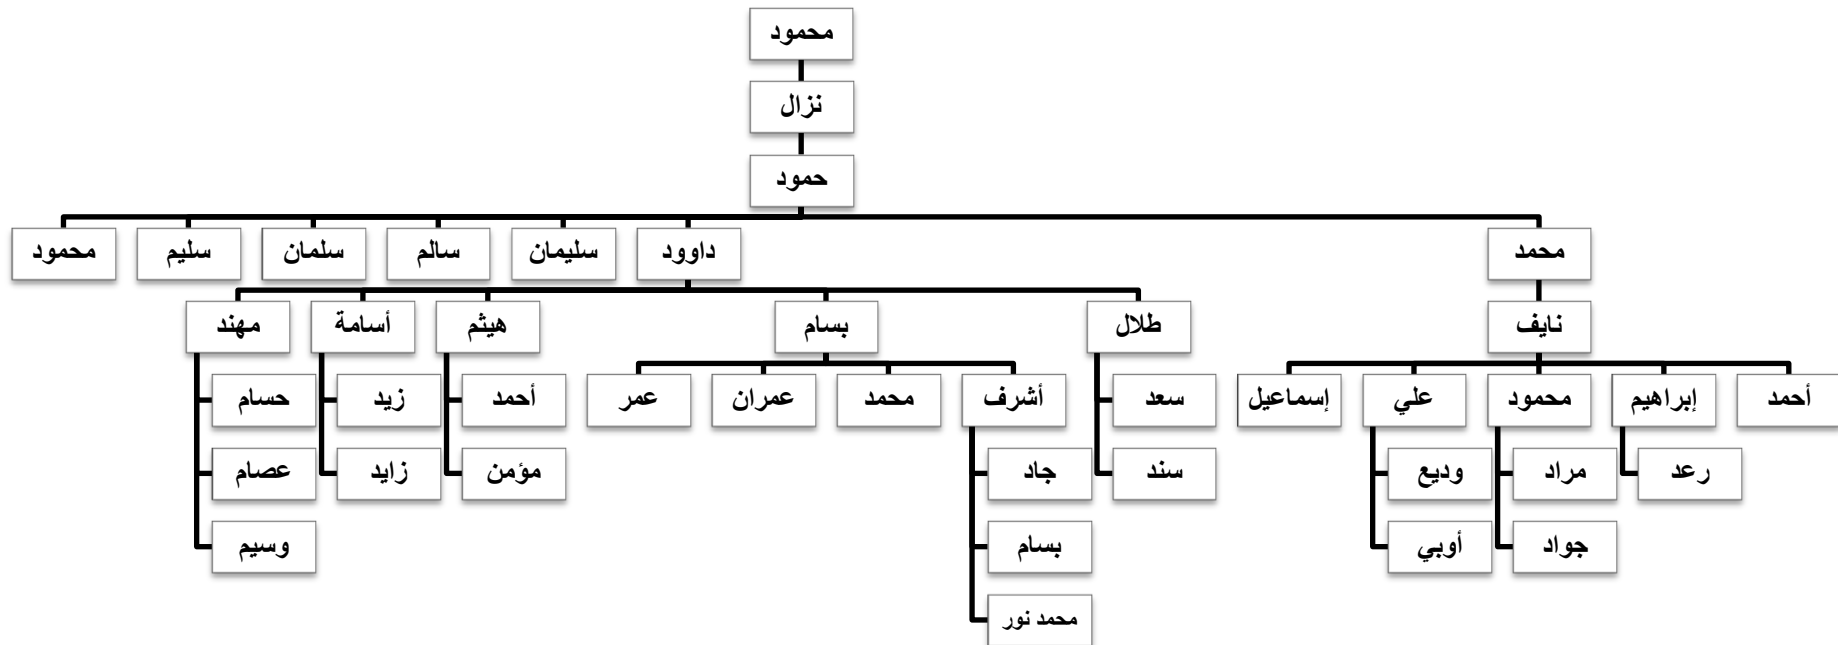 محمود
نزال
حمود
محمد داوود سليمان سالم سلمان سليم محمود
نايف طلال بسام هيثم أسامة مهند
أحمد إبراهيم محمود علي إسماعيل سعد أشرف محمد عمران عمر أحمد زيد حسام
رعد مراد وديع سند جاد مؤمن زايد عصام
جواد أوبي بسام وسيم
محمد نور